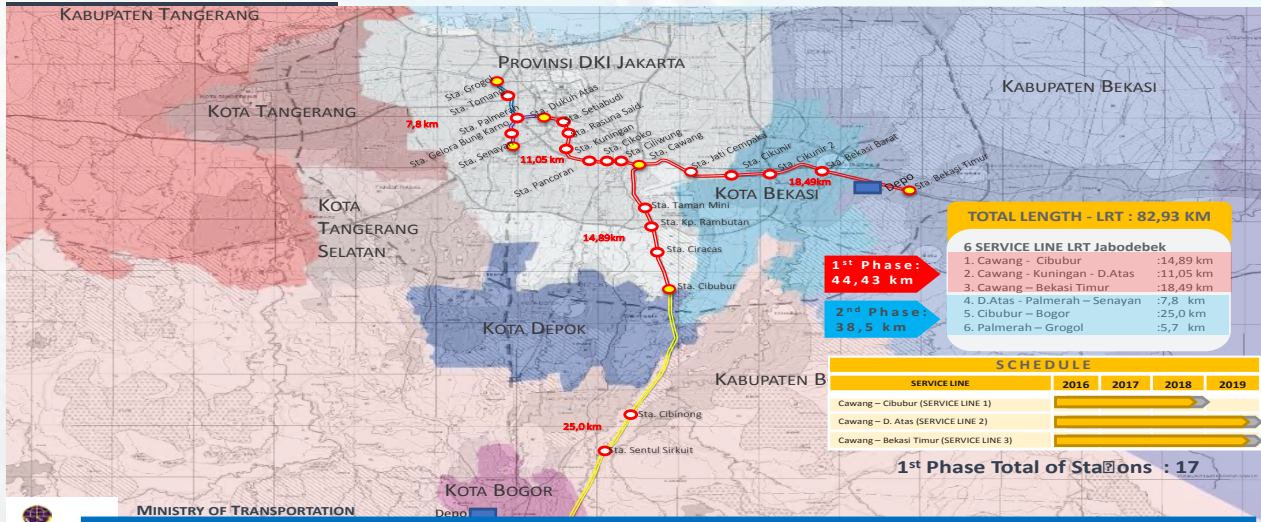 KABUPATEN TANGERANG
PROVINSI DKI JAKARTA
KABUPATEN BEKASI
KOTA TANGERANG
Sta. Grogol
Sta. Tomang
Sta. Palmerah
Sta. Gelora Bung Karno
Sta. Senayan
7,8 km
Sta. Dukuh Atas
Sta. Setiabudi
Sta. Rasuna Said
Sta. Kuningan
Sta. Pancoran
Sta. Cikoko
Sta. Ciliwung
Sta. Cawang
11,05 km
Sta. Jati Cempaka
Sta. Cikunir
Sta. Cikunir 2
Sta. Bekasi Barat
18,49km
Depo
Sta. Bekasi Timur
KOTA BEKASI
KOTA
TANGERANG
SELATAN
Sta. Taman Mini
Sta. Kp. Rambutan
14,89km
Sta. Ciracas
Sta. Cibubur
KOTA DEPOK
KABUPATEN B
Sta. Cibinong
25,0 km
Sta. Sentul Sirkuit
KOTA BOGOR
Depo
TOTAL LENGTH - LRT : 82,93 KM
6 SERVICE LINE LRT Jabodebek
1. Cawang - Cibubur :14,89 km
2. Cawang - Kuningan - D.Atas :11,05 km
3. Cawang – Bekasi Timur :18,49 km
4. D.Atas - Palmerah – Senayan :7,8 km
5. Cibubur – Bogor :25,0 km
6. Palmerah – Grogol :5,7 km
1st Phase:
44,43 km
2nd Phase:
38,5 km
SCHEDULE
SERVICE LINE 2016 2017 2018 2019
Cawang – Cibubur (SERVICE LINE 1)
Cawang – D. Atas (SERVICE LINE 2)
Cawang – Bekasi Timur (SERVICE LINE 3)
1st Phase Total of Sta⍰ons : 17
MINISTRY OF TRANSPORTATION